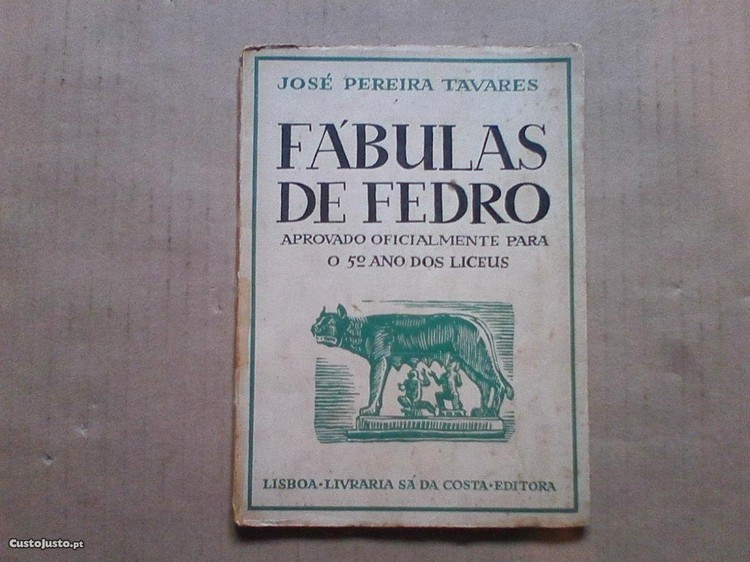 JOSÉ PEREIRA TAVARES
FÁBULAS
DE FEDRO
APROVADO OFICIALMENTE PARA
O 5º ANO DOS LICEUS
LISBOA • LIVRARIA SÁ DA COSTA • EDITORA
CustoJusto.pt